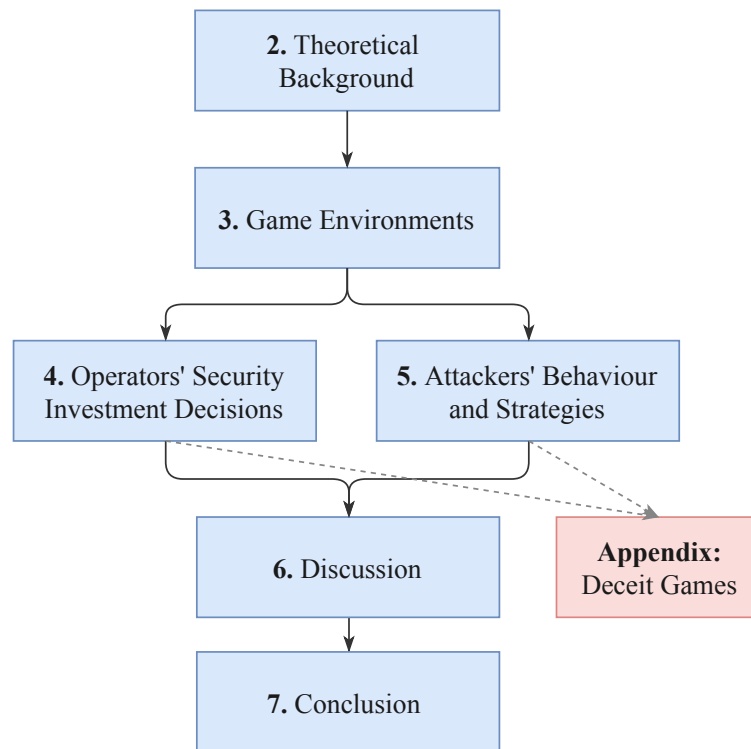 2. Theoretical
Background
3. Game Environments
4. Operators' Security
Investment Decisions
5. Attackers' Behaviour
and Strategies
6. Discussion
Appendix:
Deceit Games
7. Conclusion